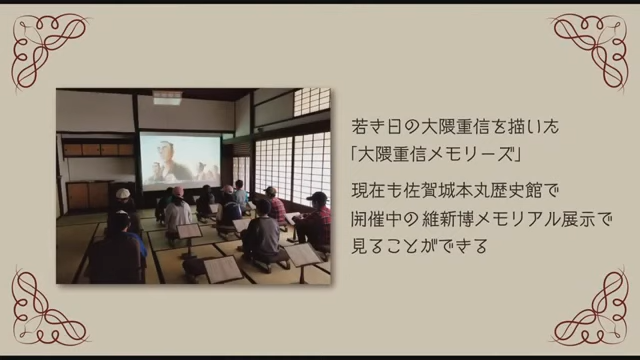 若き日の大隈重信を描いた
「大隈重信メモリーズ」
現在も佐賀城本丸歴史館で
開催中の維新博メモリアル展示で
見ることができる